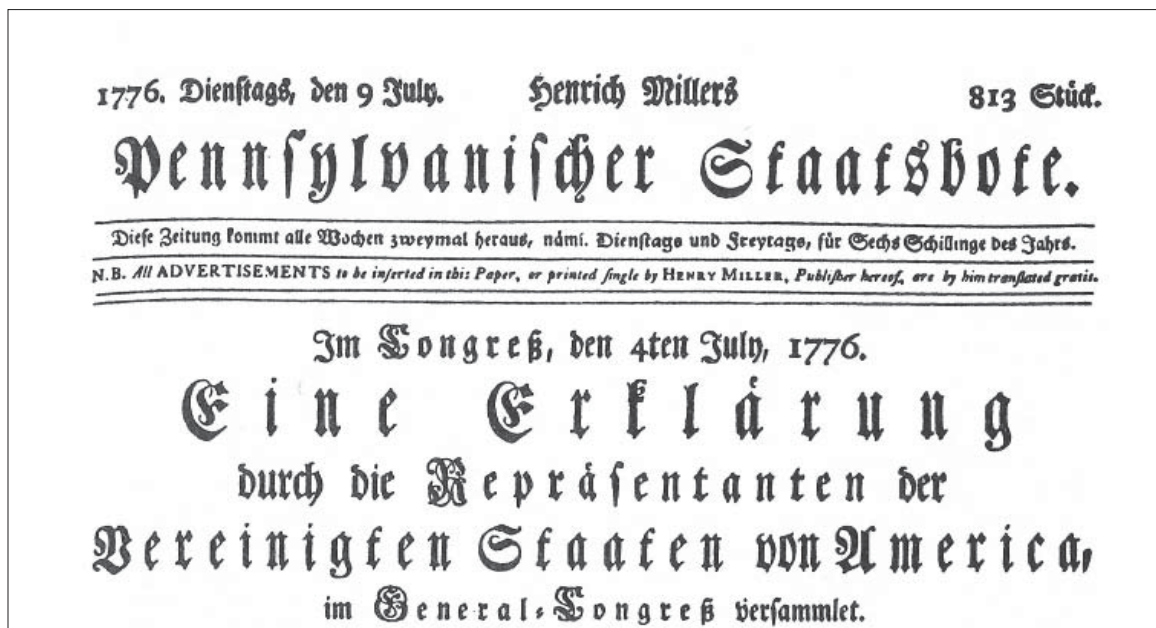 1776. Dienstags, den 9 July. Henrich Millers 813 Stück.
Pennsylvanischer Staatsbote.
Diese Zeitung kommt alle Wochen zweymal heraus, näml. Dienstags und Freytags, für Sechs Schillinge des Jahrs.
N.B. All ADVERTISEMENTS to be inserted in this Paper, or printed single by HENRY MILLER, Publisher hereof, are by him translated gratis.
Im Congreß, den 4ten July, 1776.
Eine Erklärung
durch die Repräsentanten der
Vereinigten Staaten von America,
im General-Congreß versammlet.